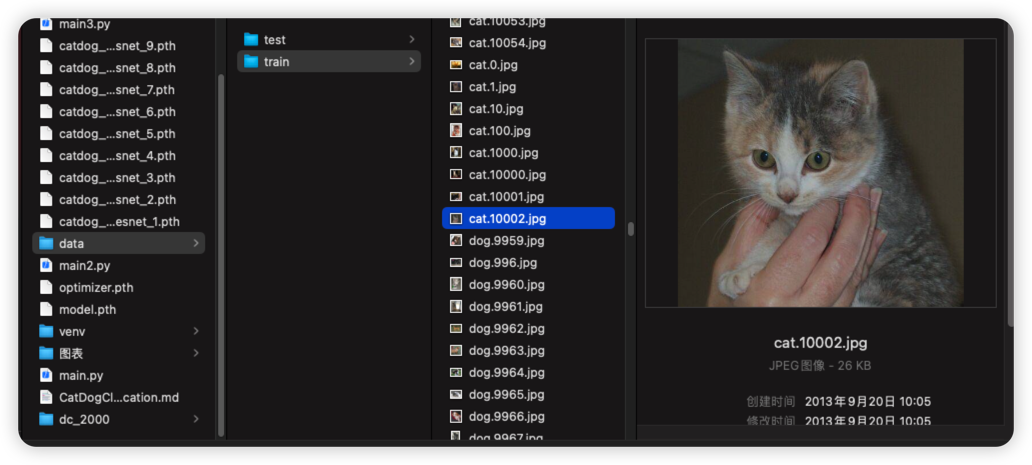 main3.py
catdog_...snet_9.pth
catdog_...snet_8.pth
catdog_...snet_7.pth
catdog_...snet_6.pth
catdog_...snet_5.pth
catdog_...snet_4.pth
catdog_...snet_3.pth
catdog_...snet_2.pth
catdog_...esnet_1.pth
data
main2.py
optimizer.pth
model.pth
venv
图表
main.py
CatDogCl...cation.md
dc_2000
test
train
cat.10053.jpg
cat.10054.jpg
cat.0.jpg
cat.1.jpg
cat.10.jpg
cat.100.jpg
cat.1000.jpg
cat.10000.jpg
cat.10001.jpg
cat.10002.jpg
dog.9959.jpg
dog.996.jpg
dog.9960.jpg
dog.9961.jpg
dog.9962.jpg
dog.9963.jpg
dog.9964.jpg
dog.9965.jpg
dog.9966.jpg
dog.9967.jpg
cat.10002.jpg
JPEG图像 - 26 KB
创建时间 2013年9月20日 10:05
修改时间 2013年9月20日 10:05